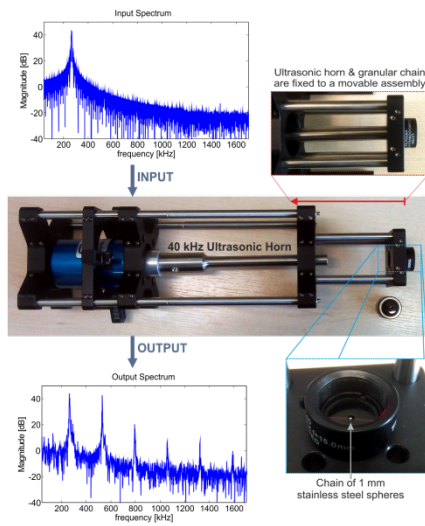 Input Spectrum
Magnitude [dB]
40
20
0
-20
-40
200 400 600 800 1000 1200 1400 1600
frequency [kHz]
Ultrasonic horn & granular chain
are fixed to a movable assembly
INPUT
40 kHz Ultrasonic Horn
OUTPUT
Output Spectrum
Magnitude [dB]
40
20
0
-20
-40
200 400 600 800 1000 1200 1400 1600
frequency [kHz]
Chain of 1 mm
stainless steel spheres